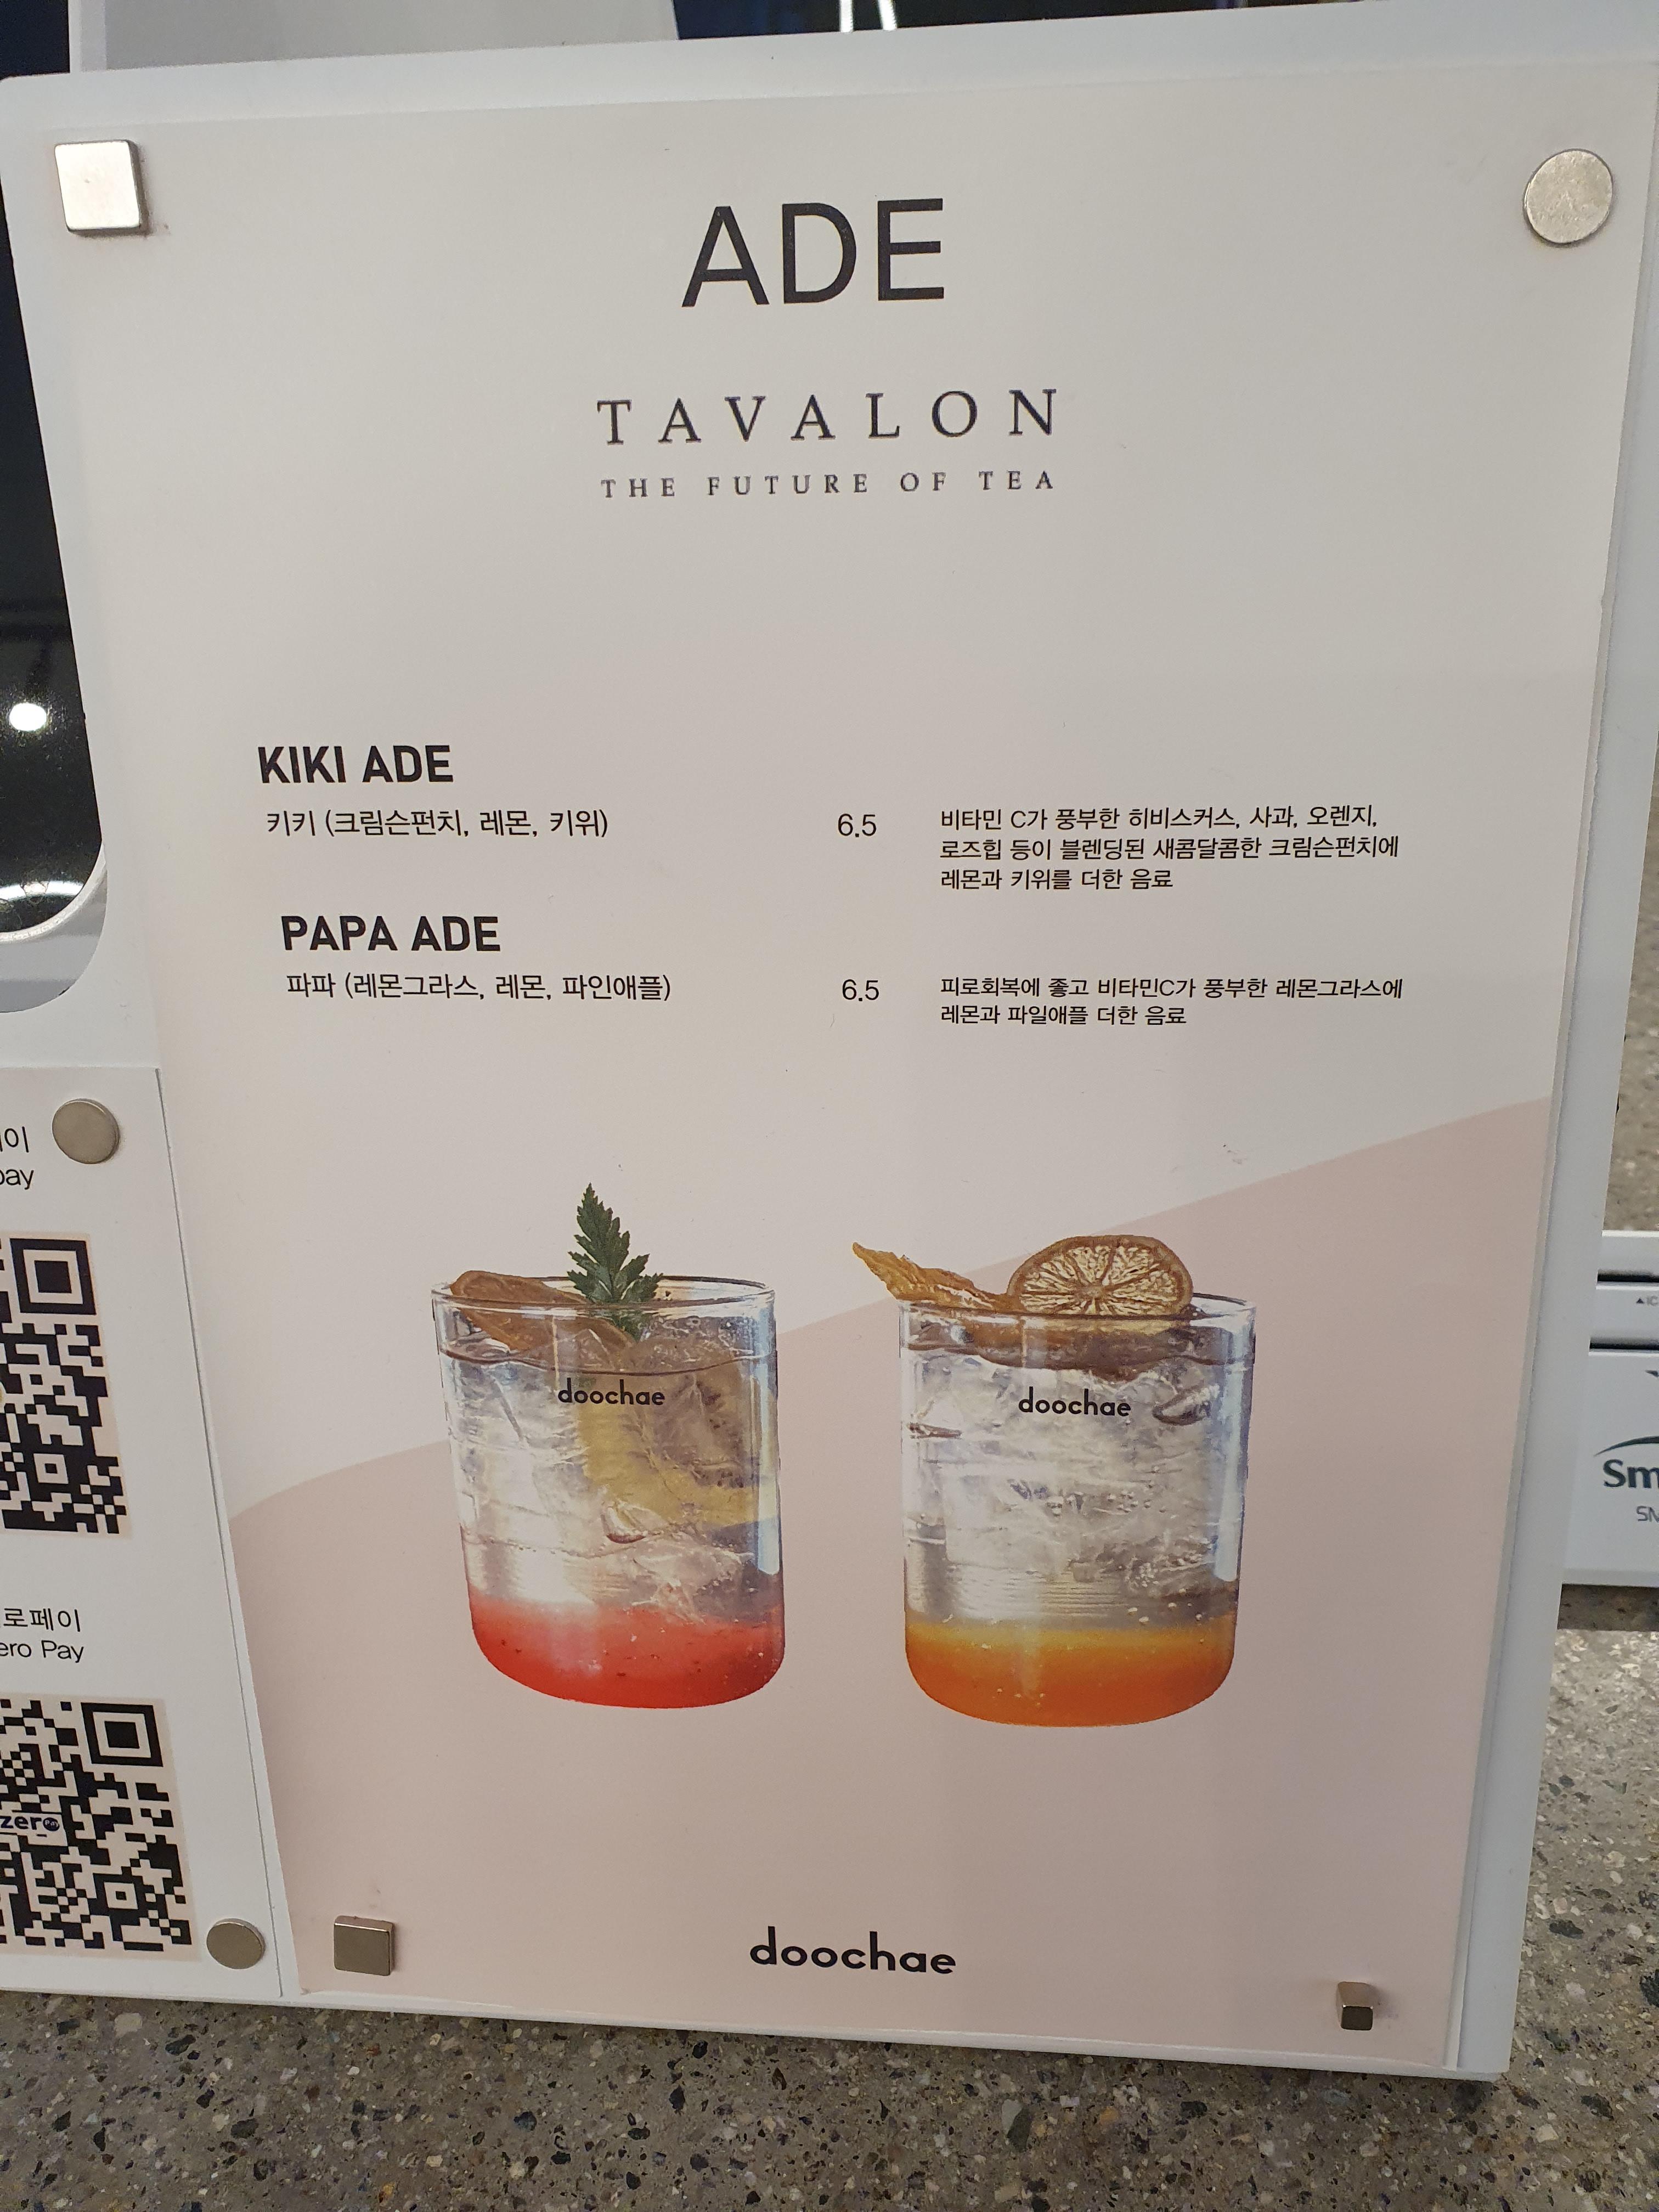 ADE
TAVALON
THE FUTURE OF TEA
KIKI ADE
키키 (크림슨펀치, 레몬, 키위)
6.5
비타민 C가 풍부한 히비스커스, 사과, 오렌지,
로즈힙 등이 블렌딩된 새콤달콤한 크림슨펀치에
레몬과 키위를 더한 음료
PAPA ADE
파파 (레몬그라스, 레몬, 파인애플)
6.5
피로회복에 좋고 비타민C가 풍부한 레몬그라스에
레몬과 파일애플 더한 음료
doochae
doochae
doochae
pay
로페이
ero Pay
zero
Sm